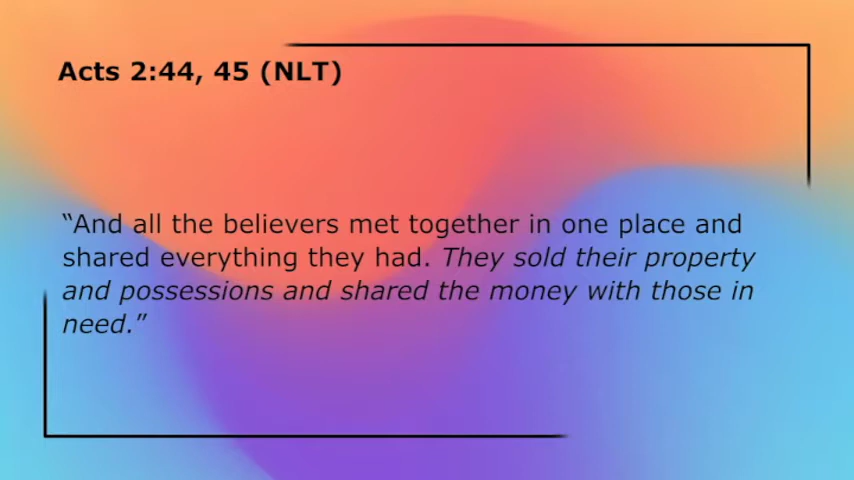 Acts 2:44, 45 (NLT)
“And all the believers met together in one place and
shared everything they had. They sold their property
and possessions and shared the money with those in
need.”